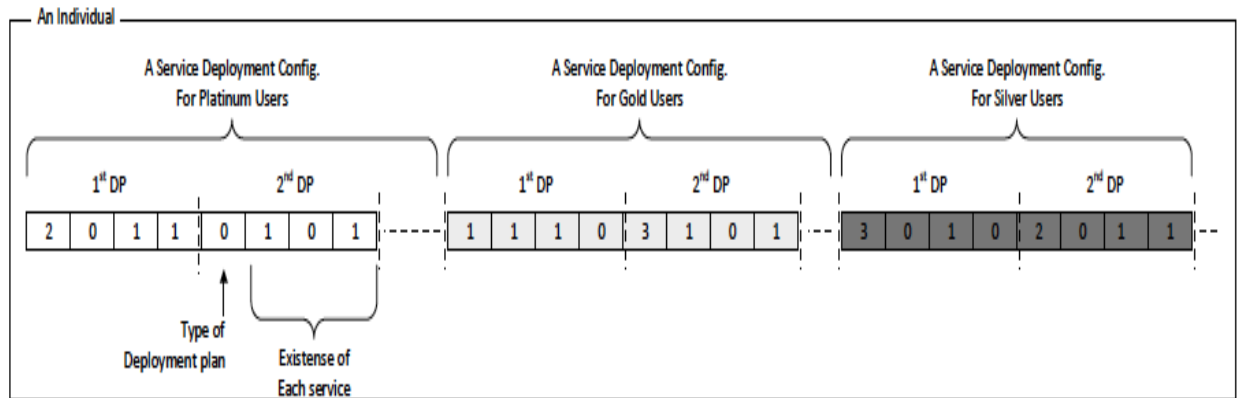 An Individual
A Service Deployment Config.
For Platinum Users
A Service Deployment Config.
For Gold Users
A Service Deployment Config.
For Silver Users
1st DP 2nd DP 1st DP 2nd DP 1st DP 2nd DP
2 0 1 1 0 1 0 1 1 1 1 0 3 1 0 1 3 0 1 0 2 0 1 1
Type of
Deployment plan
Existense of
Each service